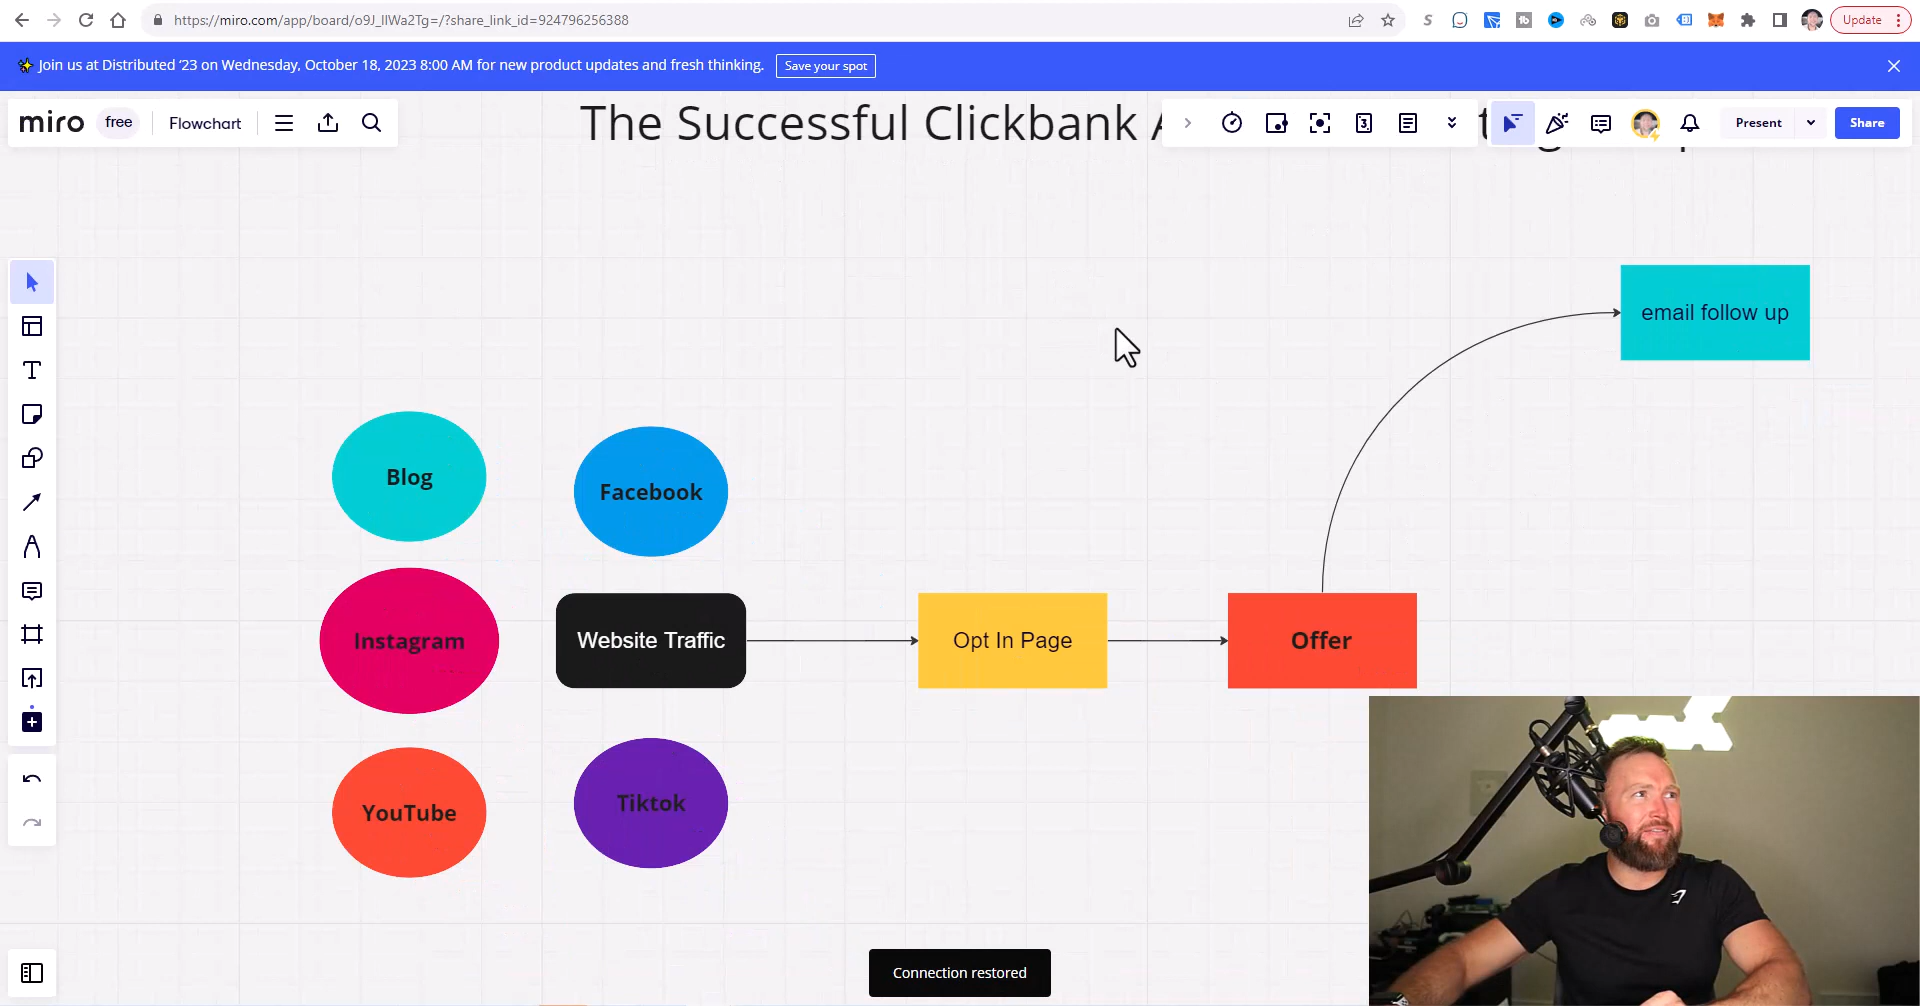 https://miro.com/app/board/o9J_lIWa2Tg=/?share_link_id=924796256388
Update
Join us at Distributed ‘23 on Wednesday, October 18, 2023 8:00 AM for new product updates and fresh thinking.
Save your spot
miro
free
Flowchart
The Successful Clickbank
Present
Share
email follow up
Blog
Facebook
Instagram
Website Traffic
Opt In Page
Offer
YouTube
Tiktok
Connection restored